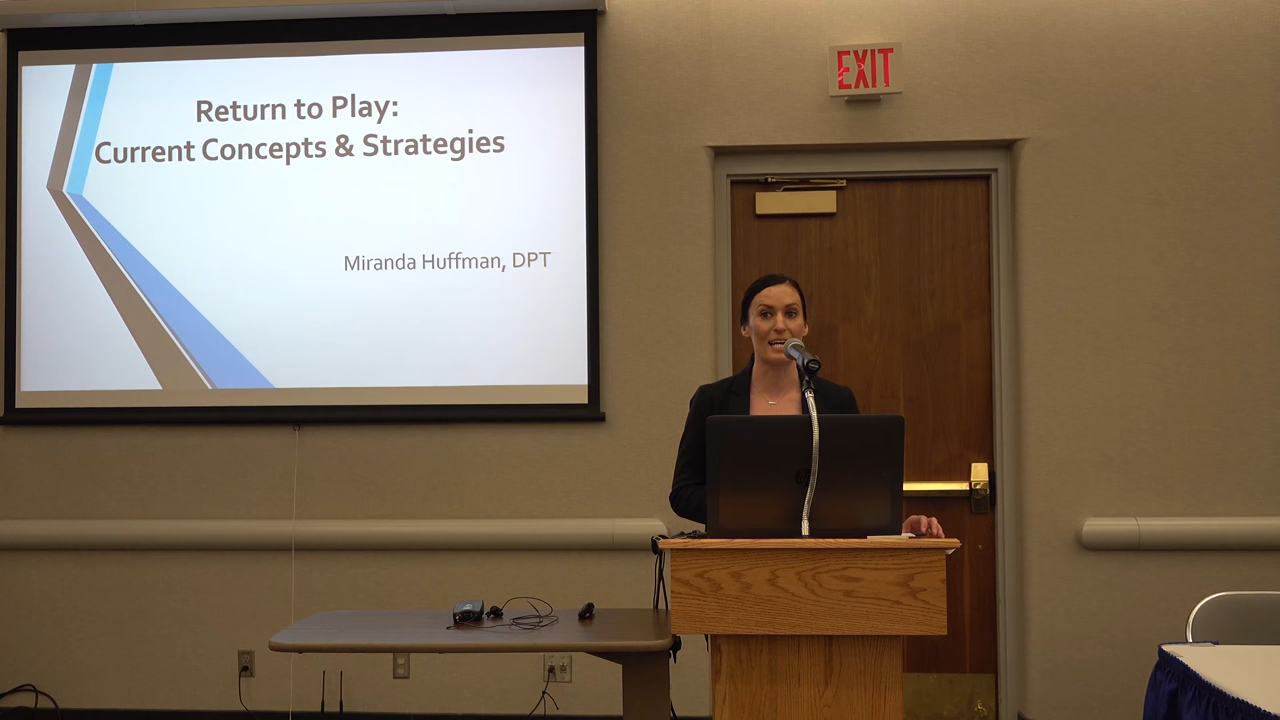 Return to Play:
Current Concepts & Strategies
Miranda Huffman, DPT
EXIT